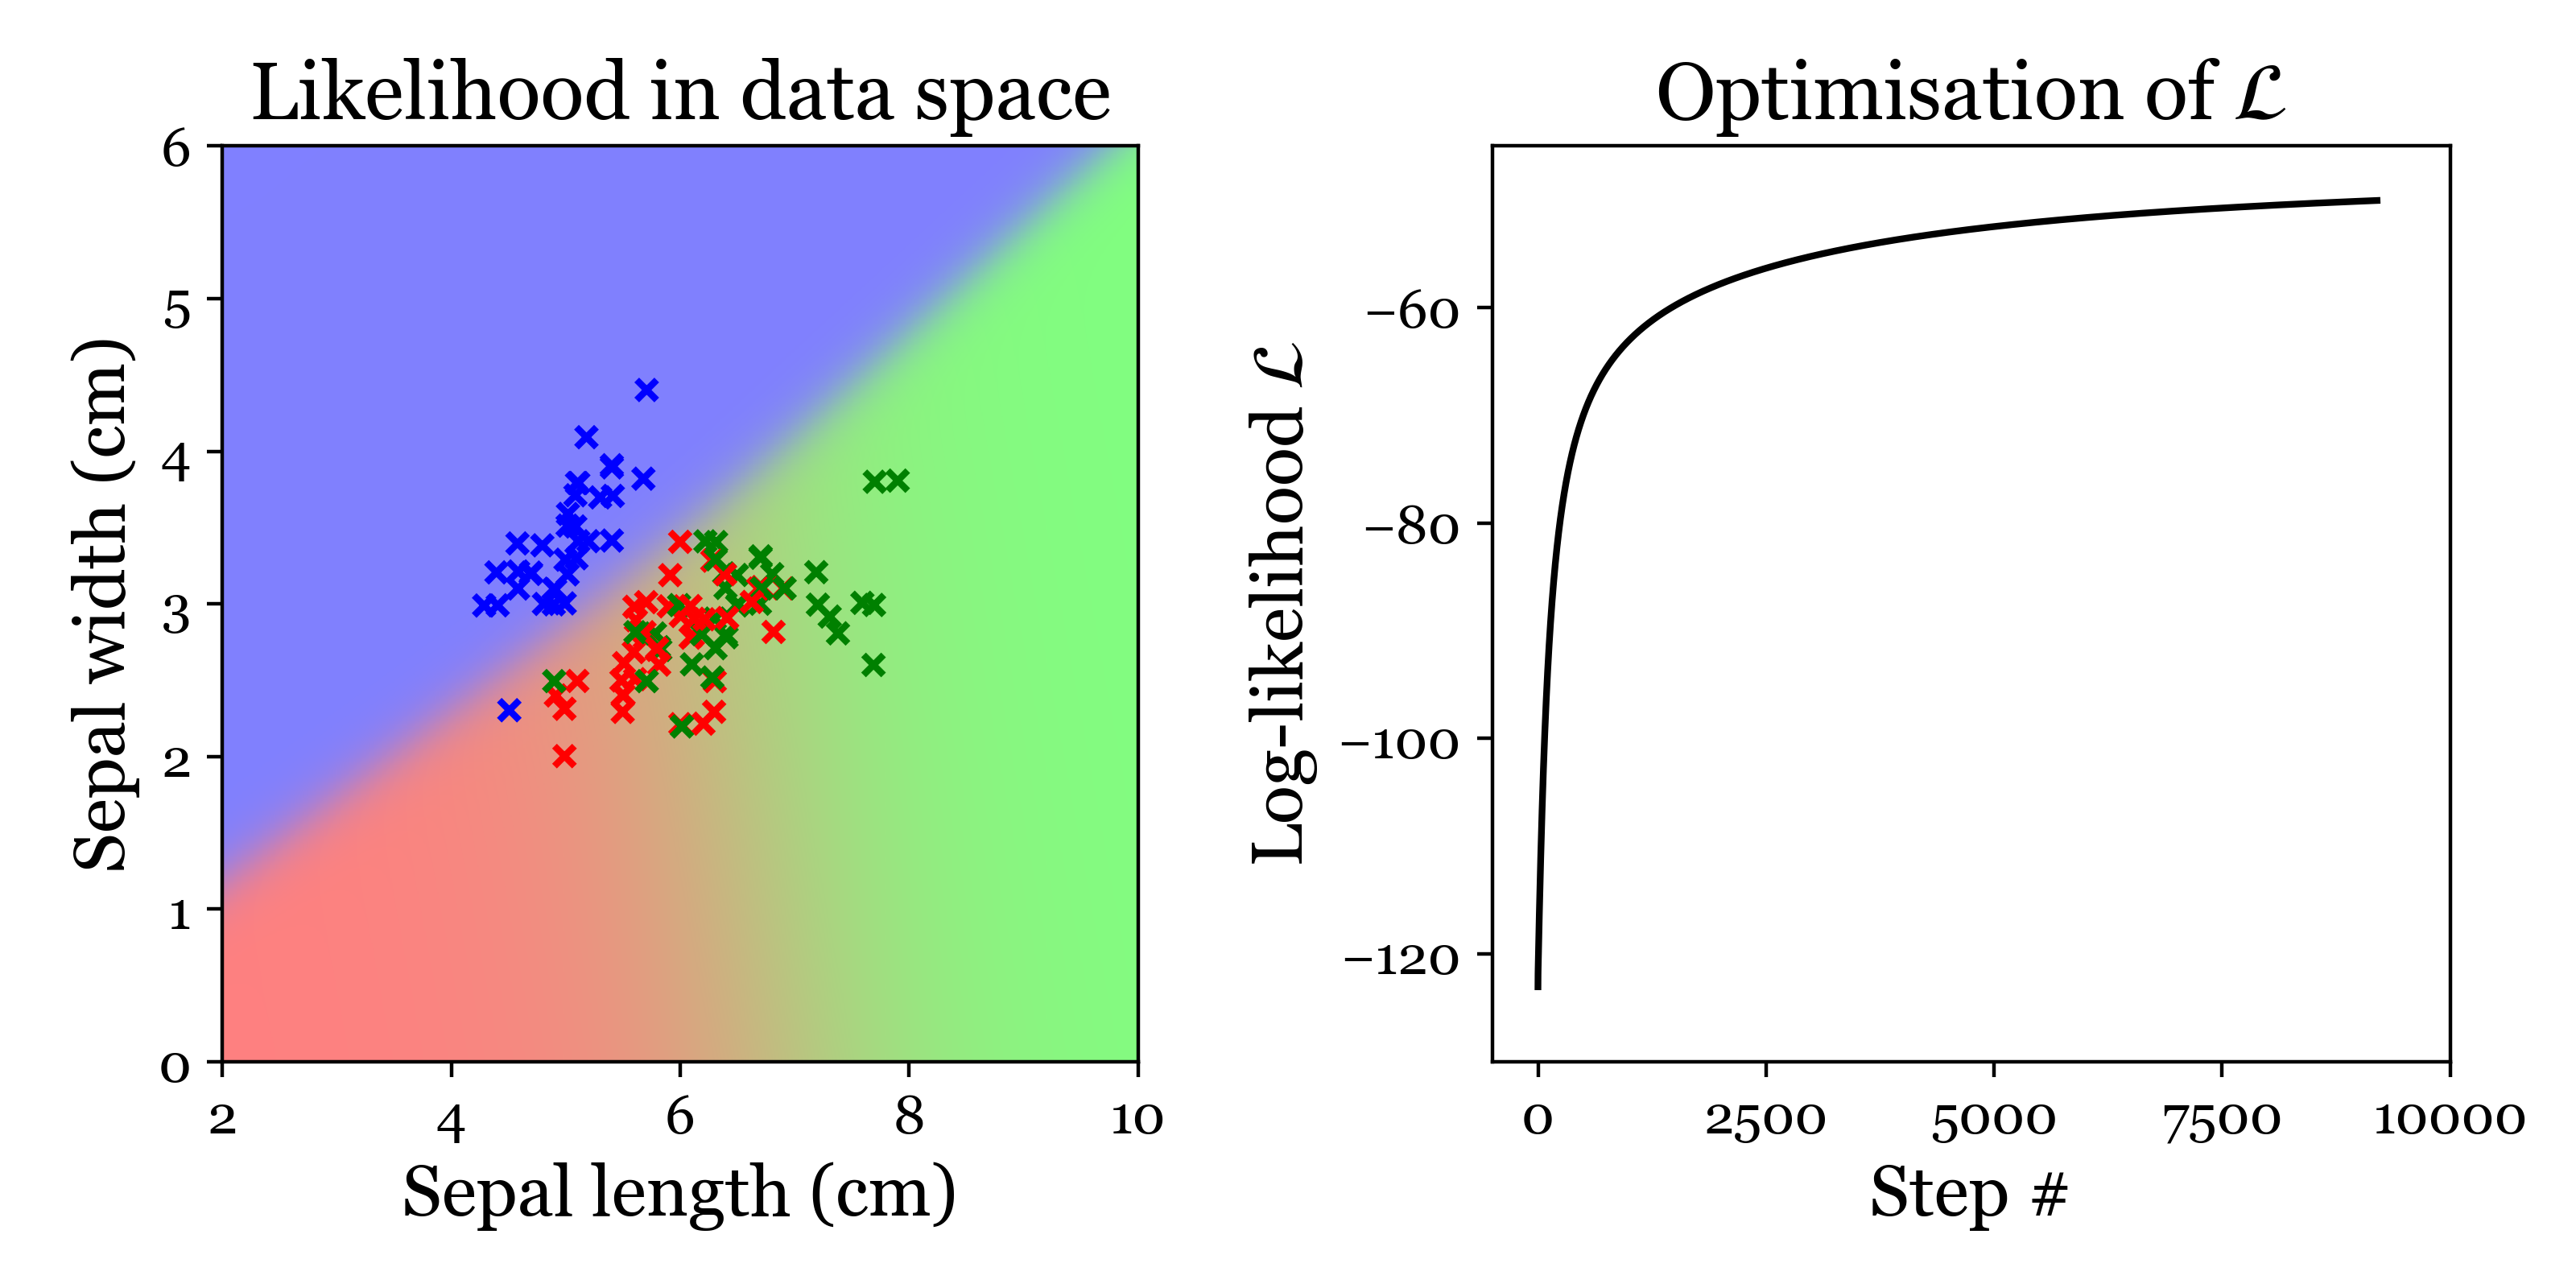 Likelihood in data space
6
5
4
3
2
1
0
Sepal width (cm)
2 4 6 8 10
Sepal length (cm)
Optimisation of ℒ
−60
−80
−100
−120
Log-likelihood ℒ
0 2500 5000 7500 10000
Step #